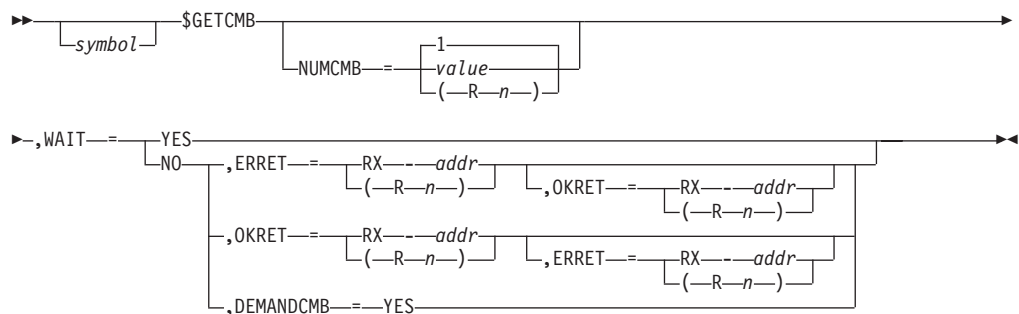 $GETCMB 1
symbol NUMCMB = value
( R n )
,WAIT = YES
NO ,ERRET = RX - addr
( R n ) ,OKRET = RX - addr
( R n )
,OKRET = RX - addr
( R n ) ,ERRET = RX - addr
( R n )
,DEMANDCMB = YES